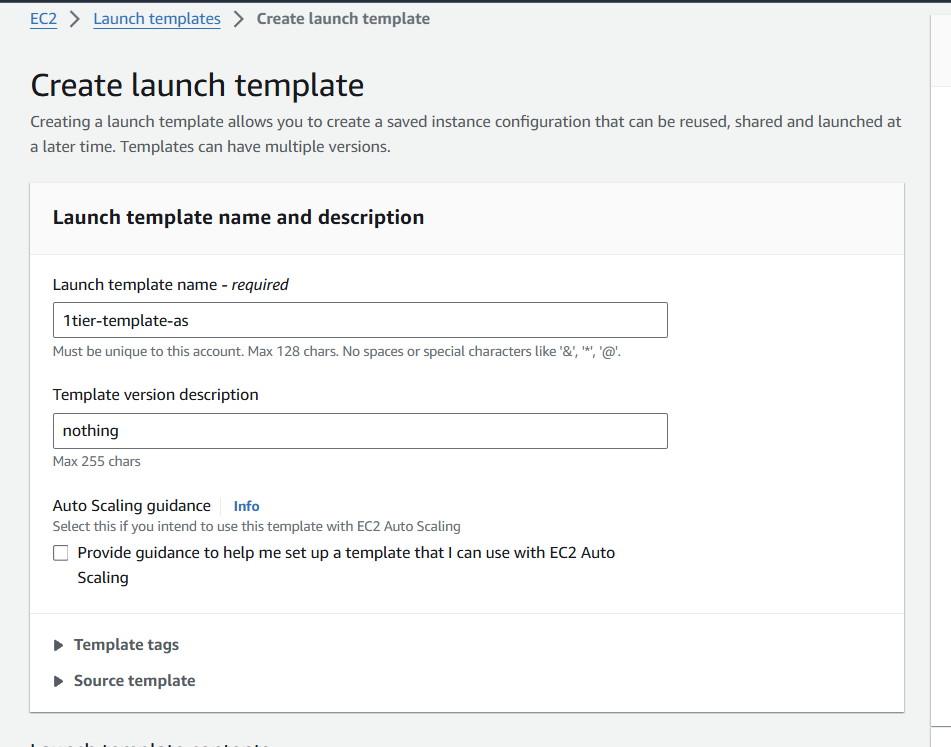 EC2 > Launch templates > Create launch template
Create launch template
Creating a launch template allows you to create a saved instance configuration that can be reused, shared and launched at
a later time. Templates can have multiple versions.
Launch template name and description
Launch template name - required
1tier-template-as
Must be unique to this account. Max 128 chars. No spaces or special characters like '&', '*', '@'.
Template version description
nothing
Max 255 chars
Auto Scaling guidance Info
Select this if you intend to use this template with EC2 Auto Scaling
Provide guidance to help me set up a template that I can use with EC2 Auto
Scaling
Template tags
Source template
Launch template contents